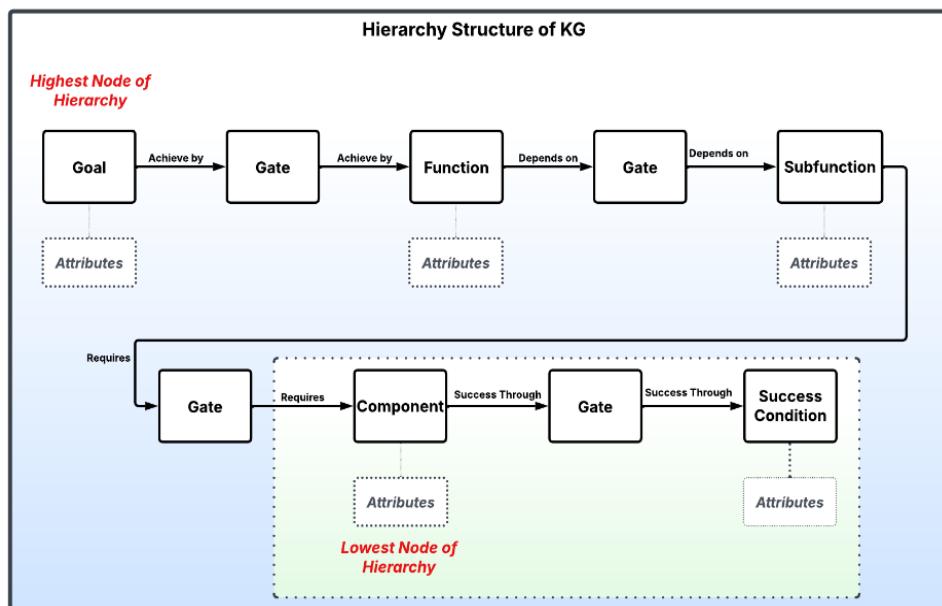 Hierarchy Structure of KG
Highest Node of
Hierarchy
Goal
Achieve by
Gate
Achieve by
Function
Depends on
Gate
Depends on
Subfunction
Attributes
Attributes
Attributes
Requires
Gate
Requires
Component
Success Through
Gate
Success Through
Success
Condition
Attributes
Attributes
Lowest Node of
Hierarchy